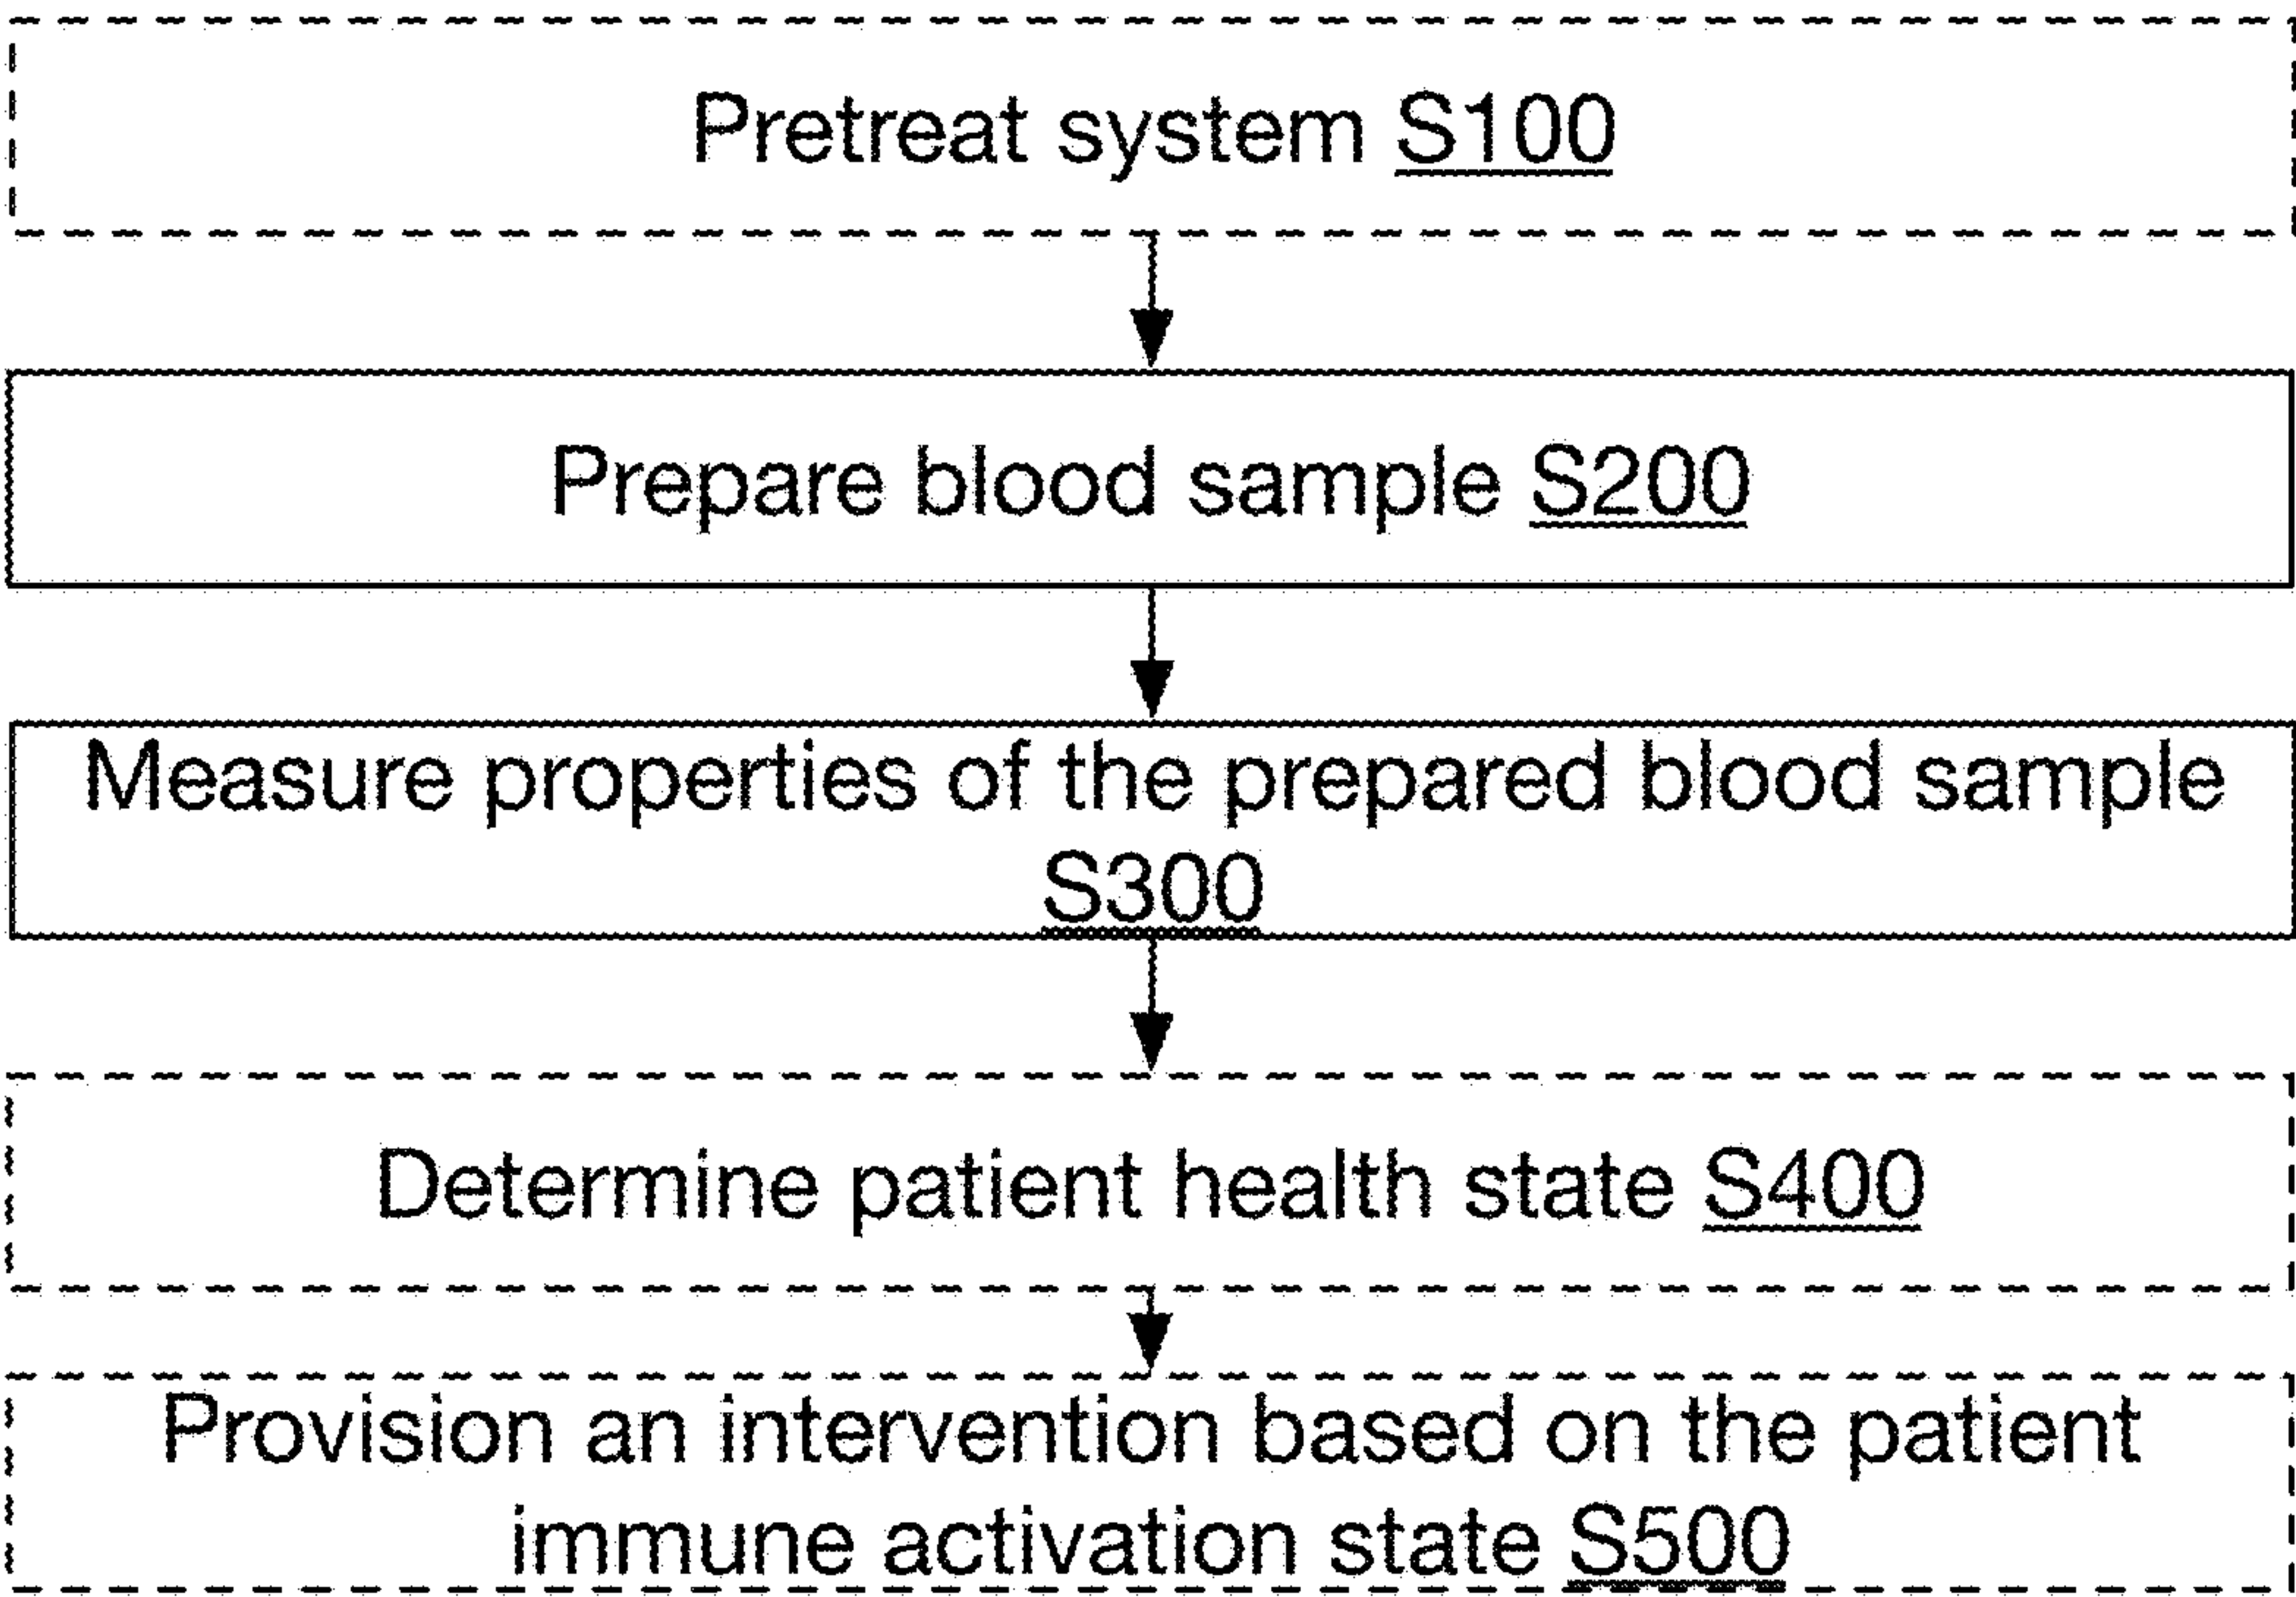 Pretreat system S100
Prepare blood sample S200
Measure properties of the prepared blood sample
S300
Determine patient health state S400
Provision an intervention based on the patient
immune activation state S500